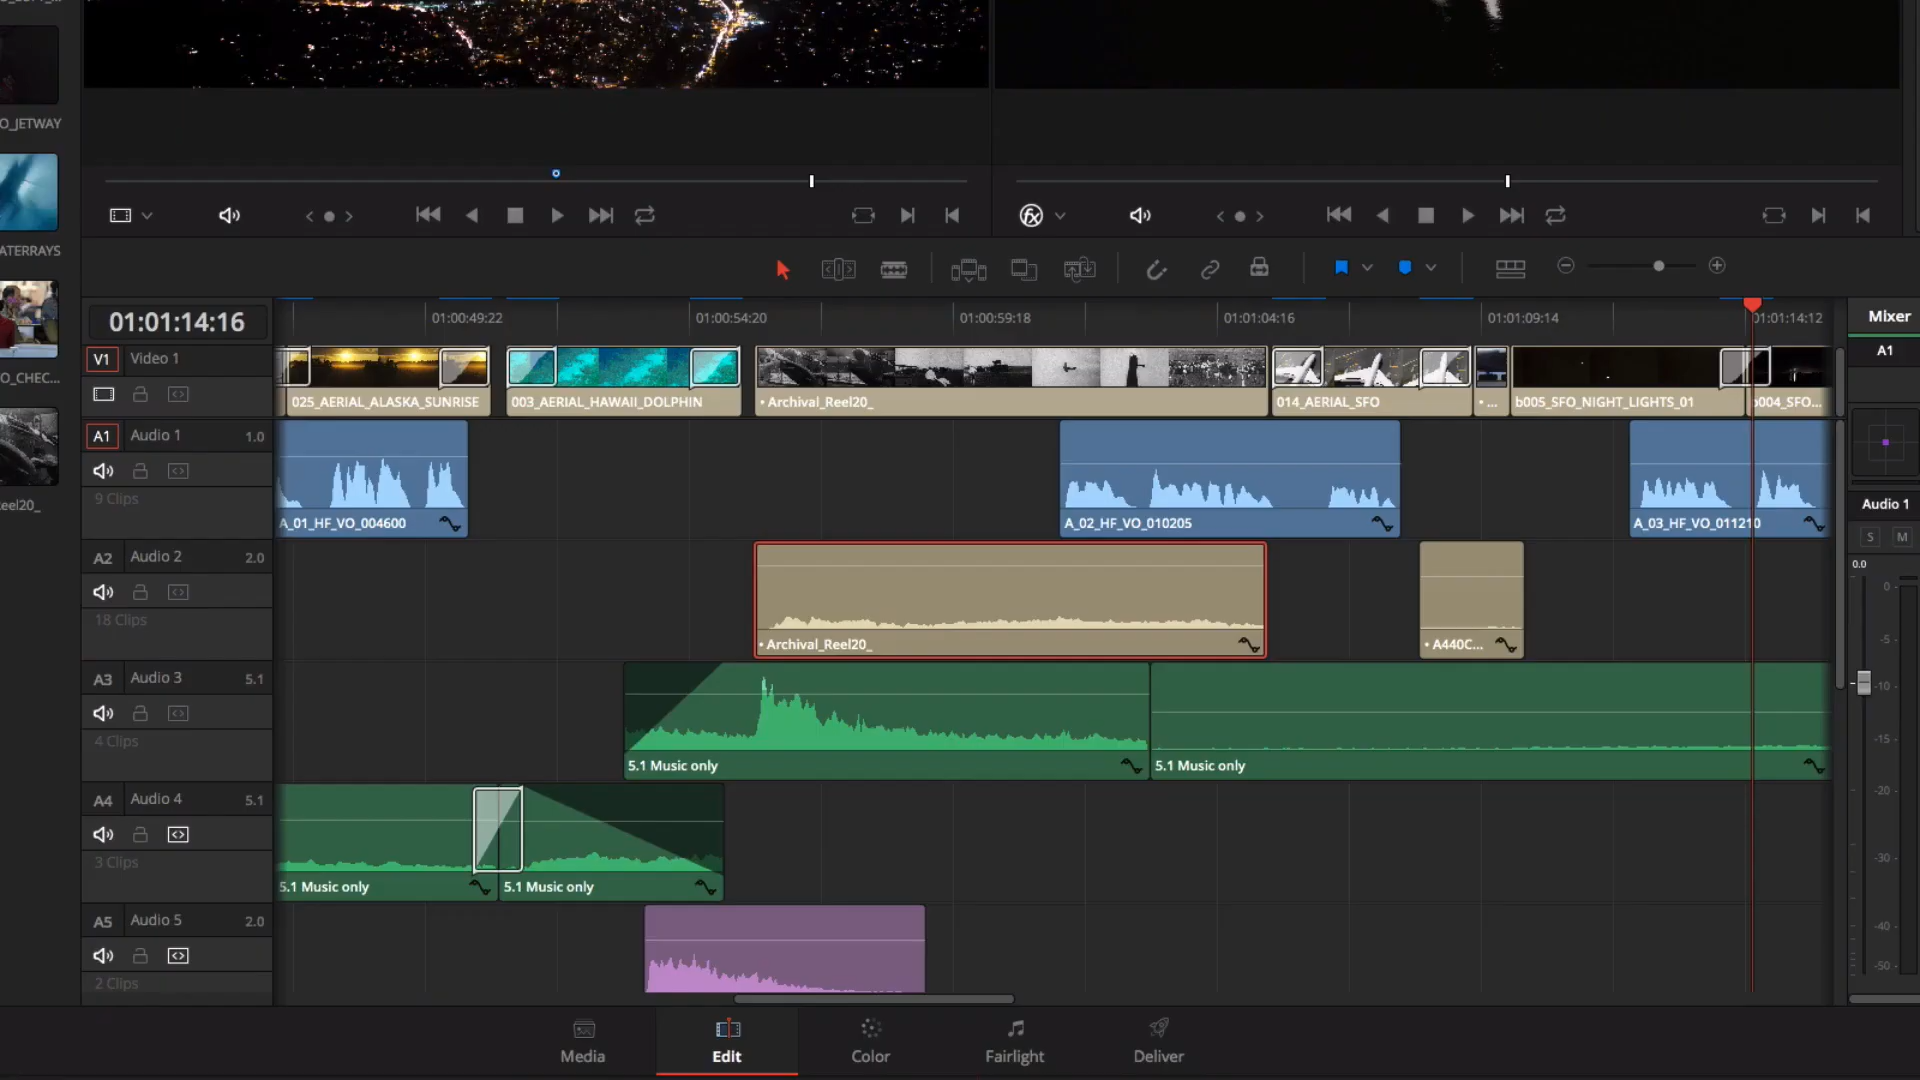 O_JETWAY
ATERRAYS
O_CHEC...
eel20_
01:01:14:16
01:00:49:22
01:00:54:20
01:00:59:18
01:01:04:16
01:01:09:14
01:01:14:12
Mixer
V1 Video 1
025_AERIAL_ALASKA_SUNRISE
003_AERIAL_HAWAII_DOLPHIN
• Archival_Reel20_
014_AERIAL_SFO
• ...
b005_SFO_NIGHT_LIGHTS_01
b004_SFO...
A1
A1 Audio 1 1.0
9 Clips
A_01_HF_VO_004600
A_02_HF_VO_010205
A_03_HF_VO_011210
Audio 1
S M
0.0
0
-5
-10
-15
-20
-30
-40
-50
A2 Audio 2 2.0
18 Clips
• Archival_Reel20_
• A440C...
A3 Audio 3 5.1
4 Clips
5.1 Music only
5.1 Music only
A4 Audio 4 5.1
3 Clips
5.1 Music only
5.1 Music only
A5 Audio 5 2.0
2 Clips
Media
Edit
Color
Fairlight
Deliver